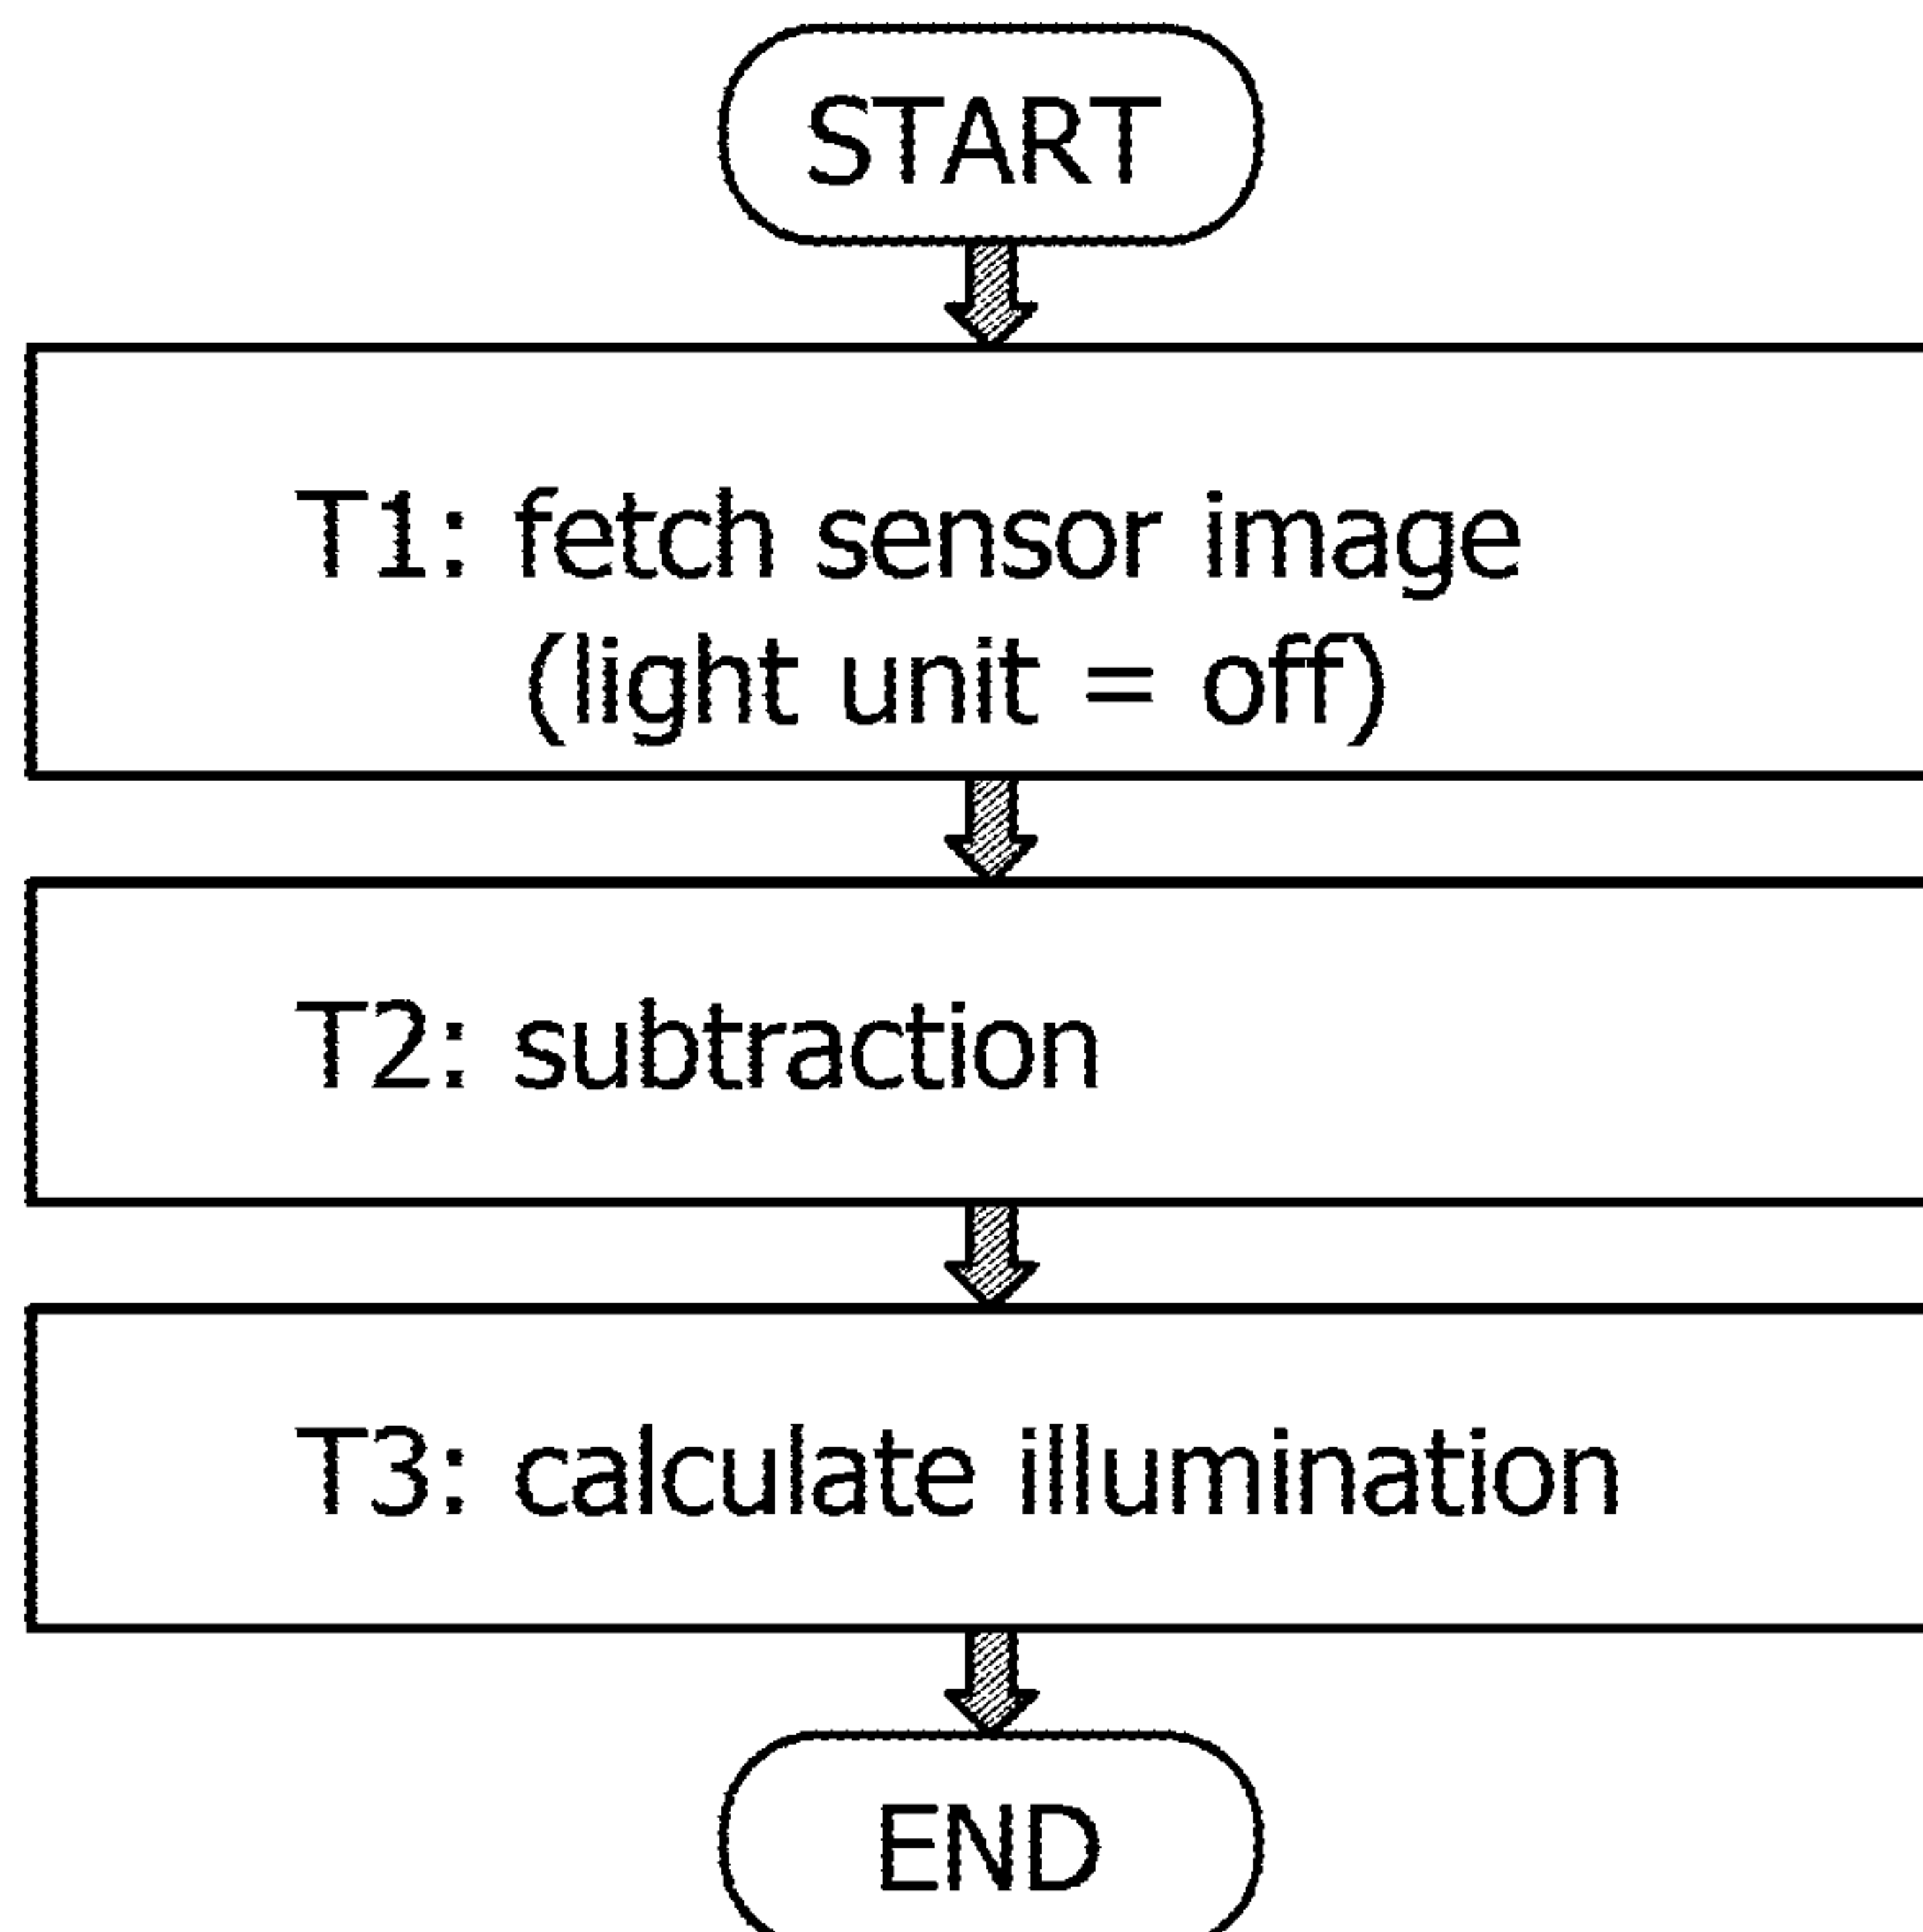 START
T1: fetch sensor image
(light unit = off)
T2: subtraction
T3: calculate illumination
END